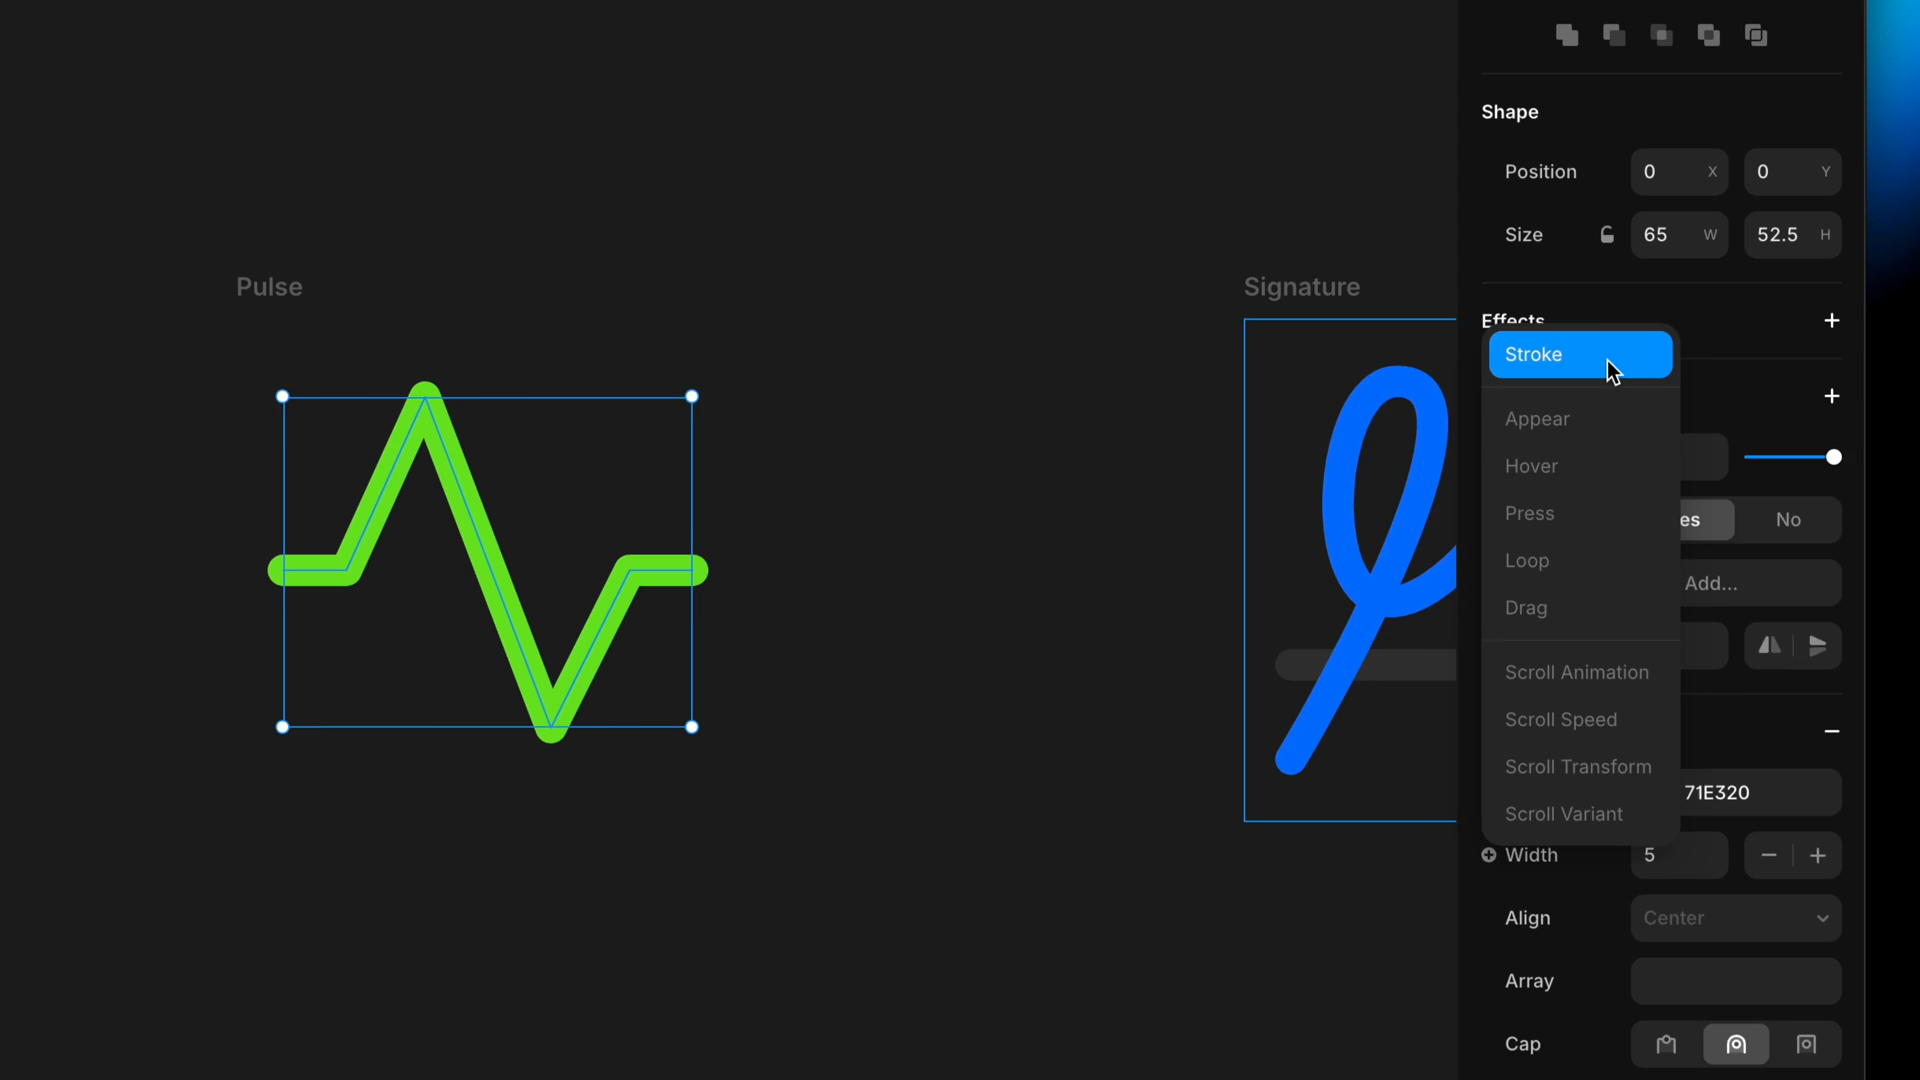 Shape
Position 0 X 0 Y
Size 65 W 52.5 H
Pulse
Signature
Effects
Stroke
Appear
Hover
Press
es No
Loop
Add...
Drag
Scroll Animation
Scroll Speed
Scroll Transform
71E320
Scroll Variant
Width 5
Align Center
Array
Cap